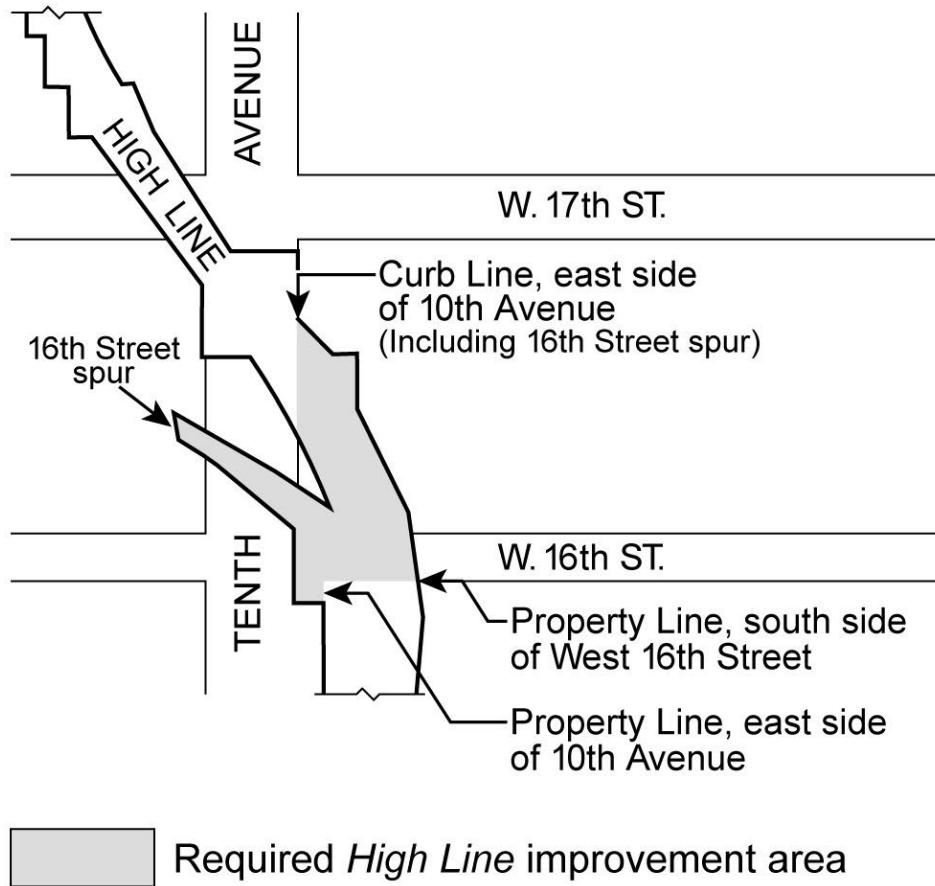 AVENUE
HIGH LINE
W. 17th ST.
Curb Line, east side
of 10th Avenue
(Including 16th Street spur)
16th Street
spur
TENTH
W. 16th ST.
Property Line, south side
of West 16th Street
Property Line, east side
of 10th Avenue
Required High Line improvement area